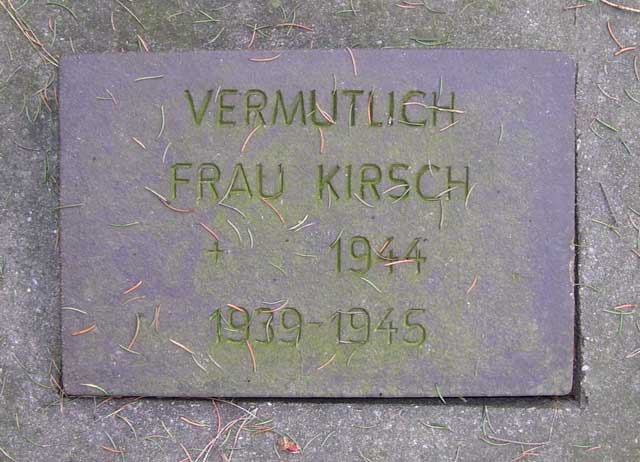 VERMUTLICH
FRAU KIRSCH
+ 1944
1939-1945